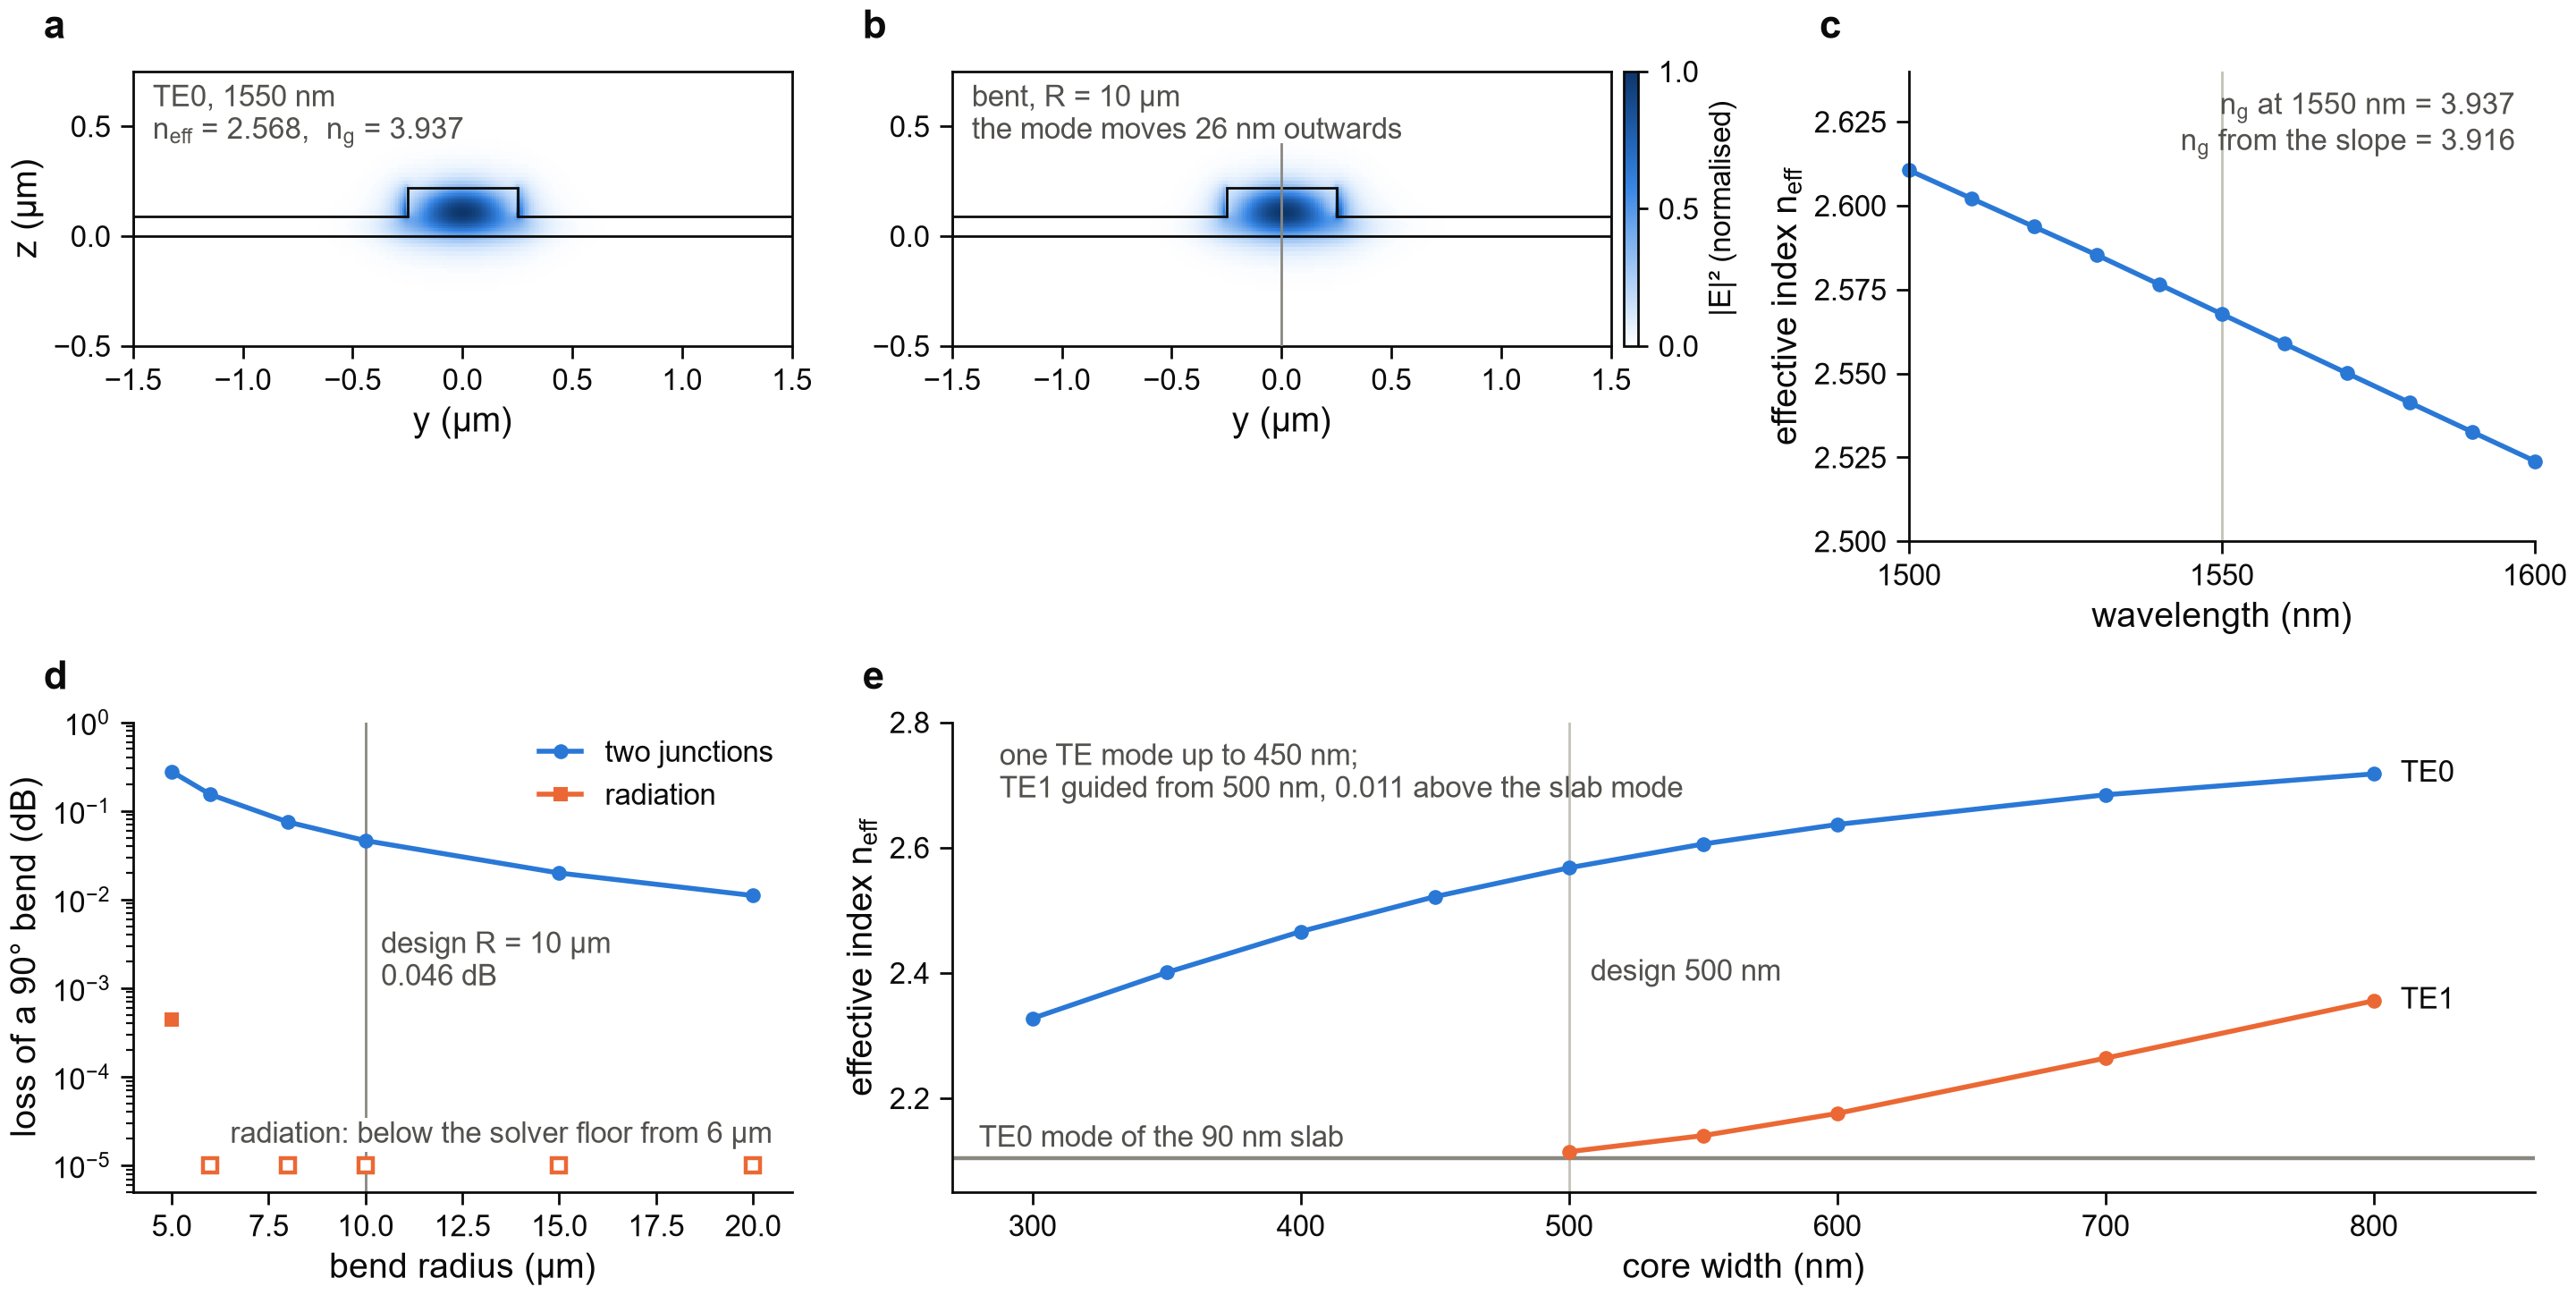 a
TE0, 1550 nm
neff = 2.568, ng = 3.937
0.5
0.0
−0.5
z (µm)
−1.5 −1.0 −0.5 0.0 0.5 1.0 1.5
y (µm)
b
bent, R = 10 µm
the mode moves 26 nm outwards
0.5
0.0
−0.5
−1.5 −1.0 −0.5 0.0 0.5 1.0 1.5
y (µm)
1.0
0.5
0.0
|E|² (normalised)
c
ng at 1550 nm = 3.937
ng from the slope = 3.916
2.625
2.600
2.575
2.550
2.525
2.500
effective index neff
1500 1550 1600
wavelength (nm)
d
10⁰
10⁻¹
10⁻²
10⁻³
10⁻⁴
10⁻⁵
loss of a 90° bend (dB)
two junctions
radiation
design R = 10 µm
0.046 dB
radiation: below the solver floor from 6 µm
5.0 7.5 10.0 12.5 15.0 17.5 20.0
bend radius (µm)
e
2.8
2.6
2.4
2.2
effective index neff
one TE mode up to 450 nm;
TE1 guided from 500 nm, 0.011 above the slab mode
TE0
design 500 nm
TE1
TE0 mode of the 90 nm slab
300 400 500 600 700 800
core width (nm)